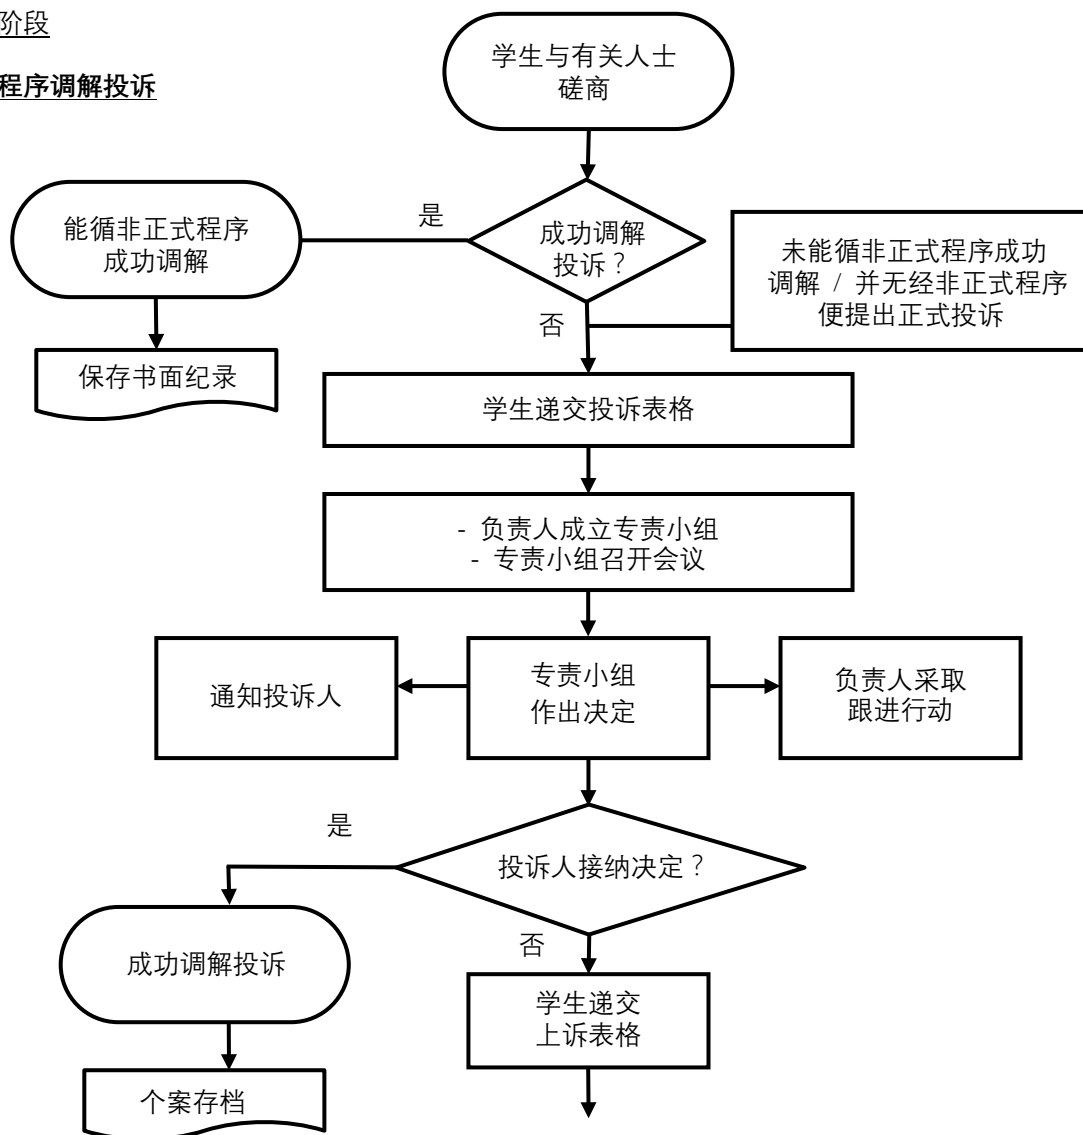 阶段
学生与有关人士
磋商
程序调解投诉
能循非正式程序
成功调解
是
成功调解
投诉？
未能循非正式程序成功
调解 / 并无经非正式程序
便提出正式投诉
否
保存书面纪录
学生递交投诉表格
- 负责人成立专责小组
- 专责小组召开会议
通知投诉人
专责小组
作出决定
负责人采取
跟进行动
是
投诉人接纳决定？
成功调解投诉
否
学生递交
上诉表格
个案存档